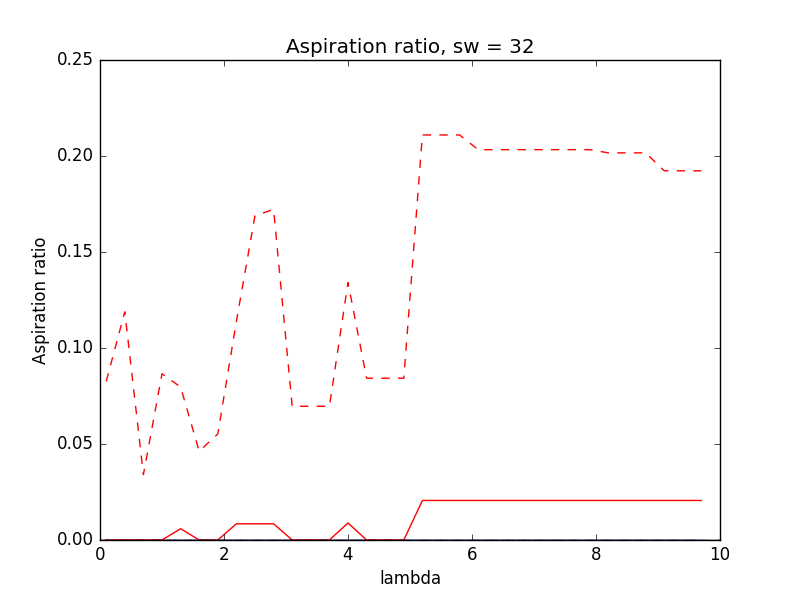 Aspiration ratio, sw = 32
0.25
0.20
0.15
0.10
0.05
0.00
Aspiration ratio
0 2 4 6 8 10
lambda